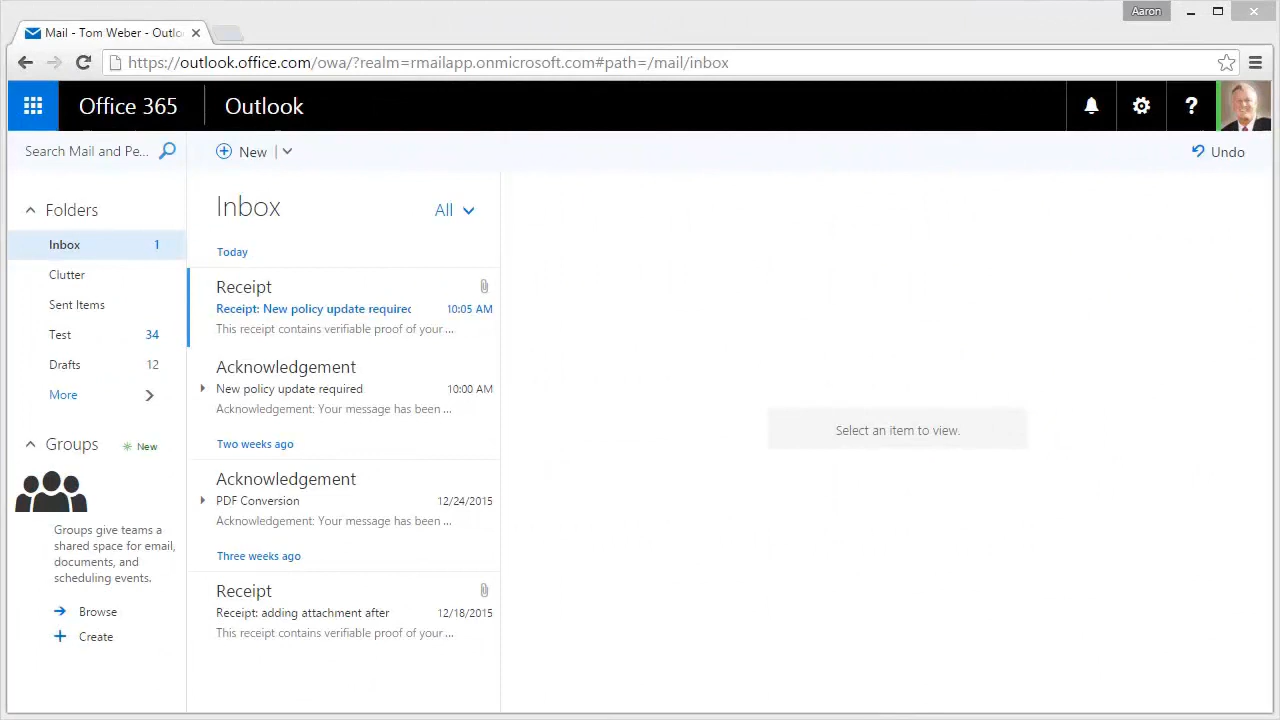 Aaron
Mail - Tom Weber - Outlo
https://outlook.office.com/owa/?realm=rmailapp.onmicrosoft.com#path=/mail/inbox
Office 365
Outlook
?
Search Mail and Pe...
New
Undo
Folders
Inbox 1
Clutter
Sent Items
Test 34
Drafts 12
More
Groups
New
Groups give teams a
shared space for email,
documents, and
scheduling events.
Browse
Create
Inbox
All
Today
Receipt
Receipt: New policy update required 10:05 AM
This receipt contains verifiable proof of your ...
Acknowledgement
New policy update required 10:00 AM
Acknowledgement: Your message has been ...
Two weeks ago
Acknowledgement
PDF Conversion 12/24/2015
Acknowledgement: Your message has been ...
Three weeks ago
Receipt
Receipt: adding attachment after 12/18/2015
This receipt contains verifiable proof of your ...
Select an item to view.